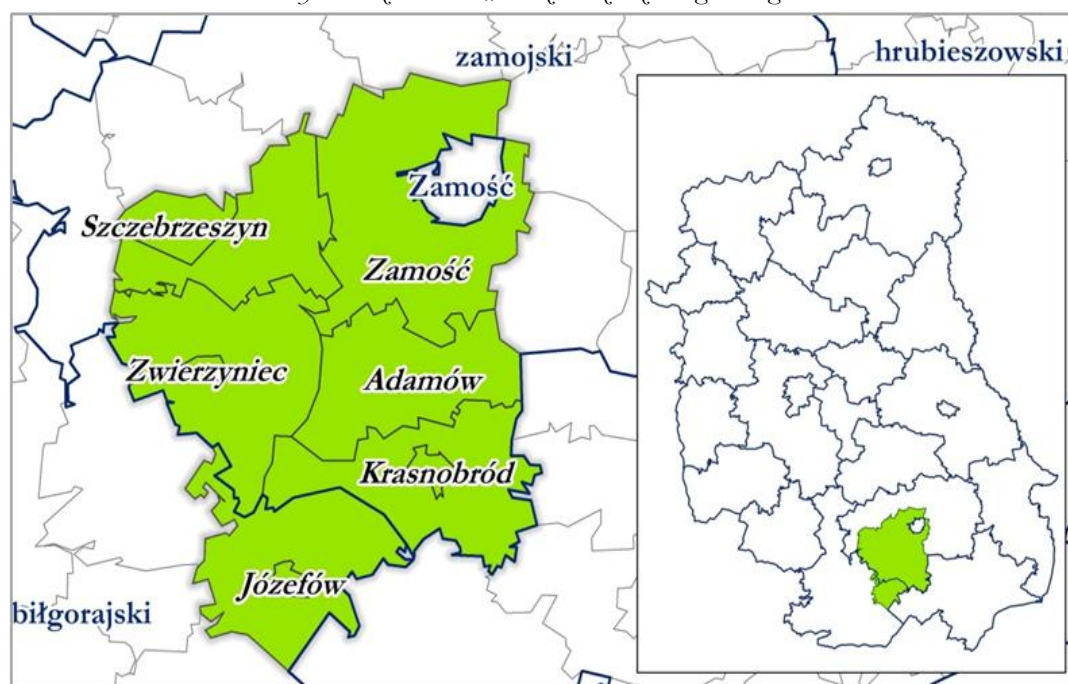 zamojski
hrubieszowski
Zamość
Szczebrzeszyn
Zamość
Zwierzyniec
Adamów
Krasnobród
Józefów
biłgorajski